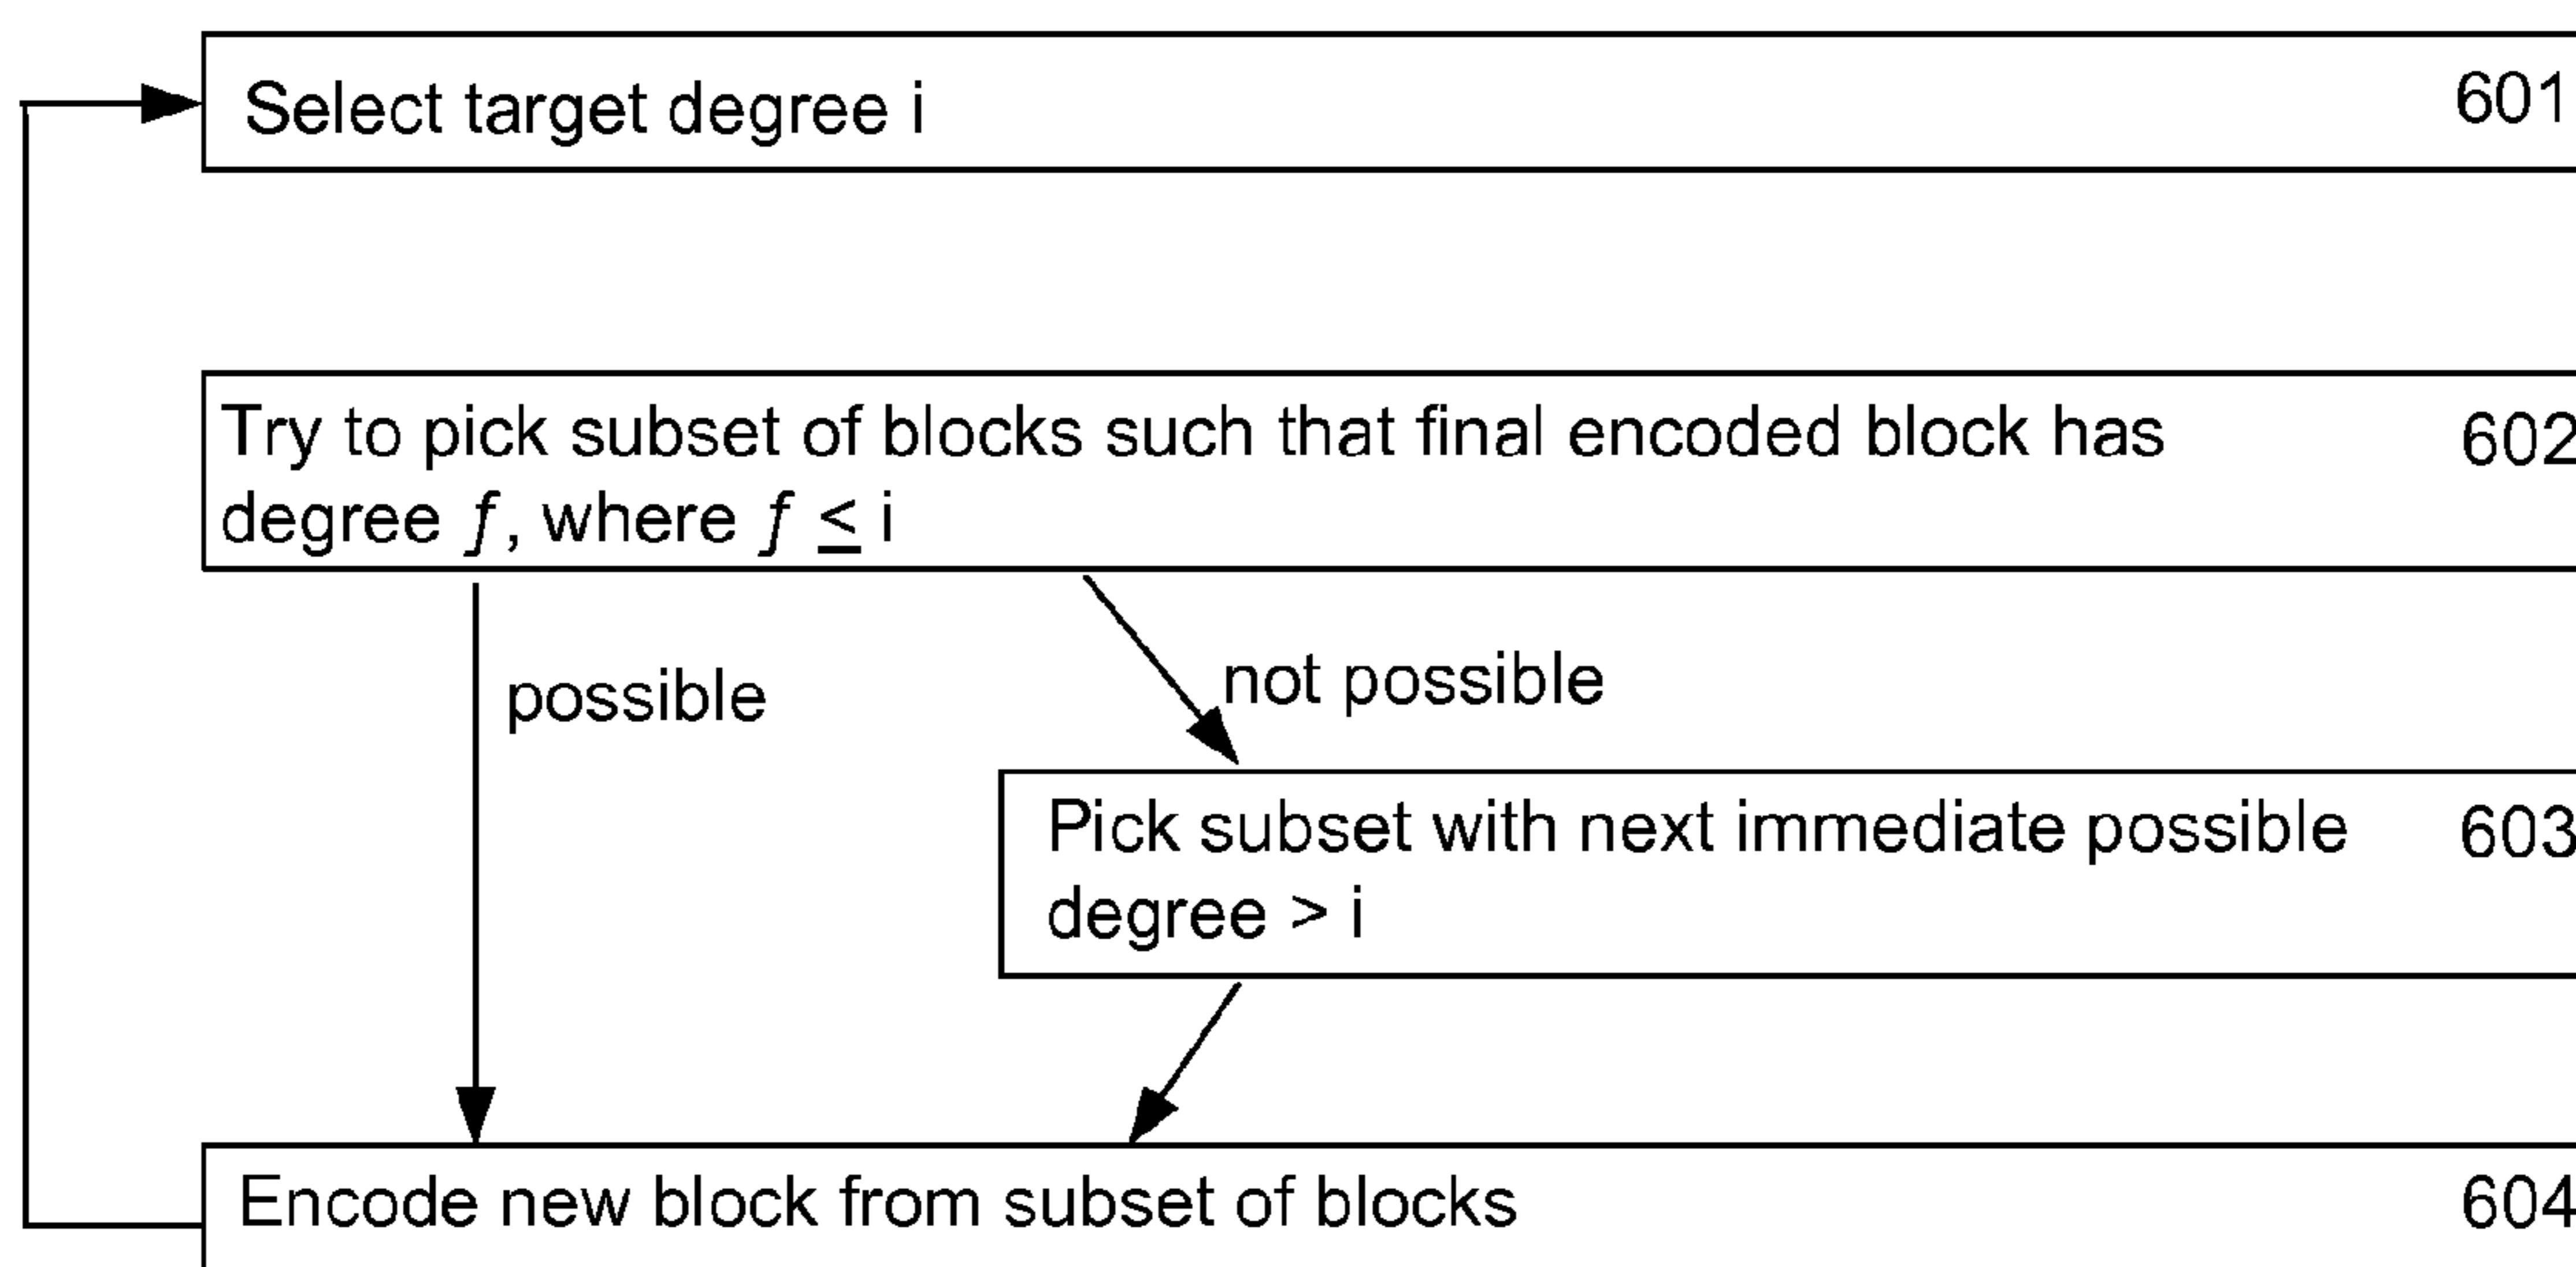 Select target degree i 601
Try to pick subset of blocks such that final encoded block has 602
degree ƒ, where ƒ ≤ i
possible
not possible
Pick subset with next immediate possible 603
degree > i
Encode new block from subset of blocks 604